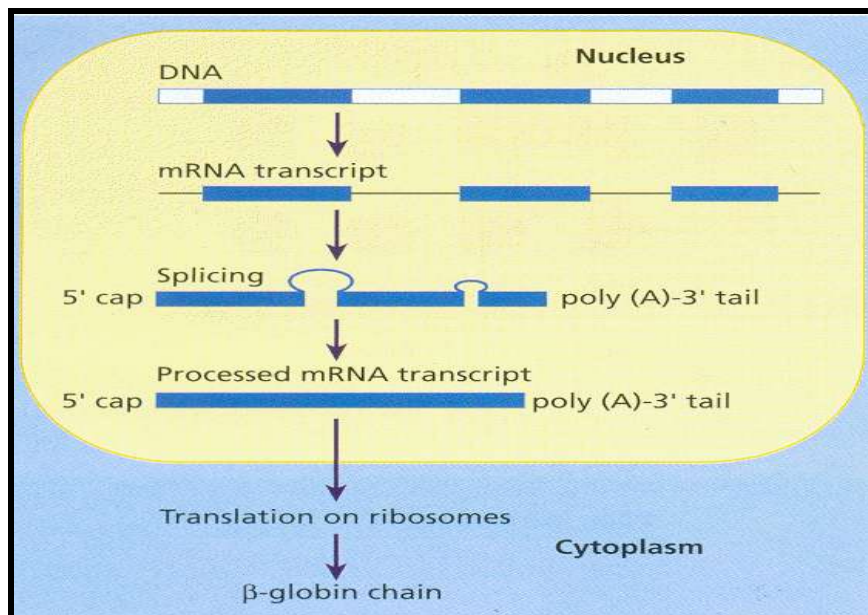 Nucleus
DNA
mRNA transcript
Splicing
5' cap poly (A)-3' tail
Processed mRNA transcript
5' cap poly (A)-3' tail
Translation on ribosomes
Cytoplasm
β-globin chain